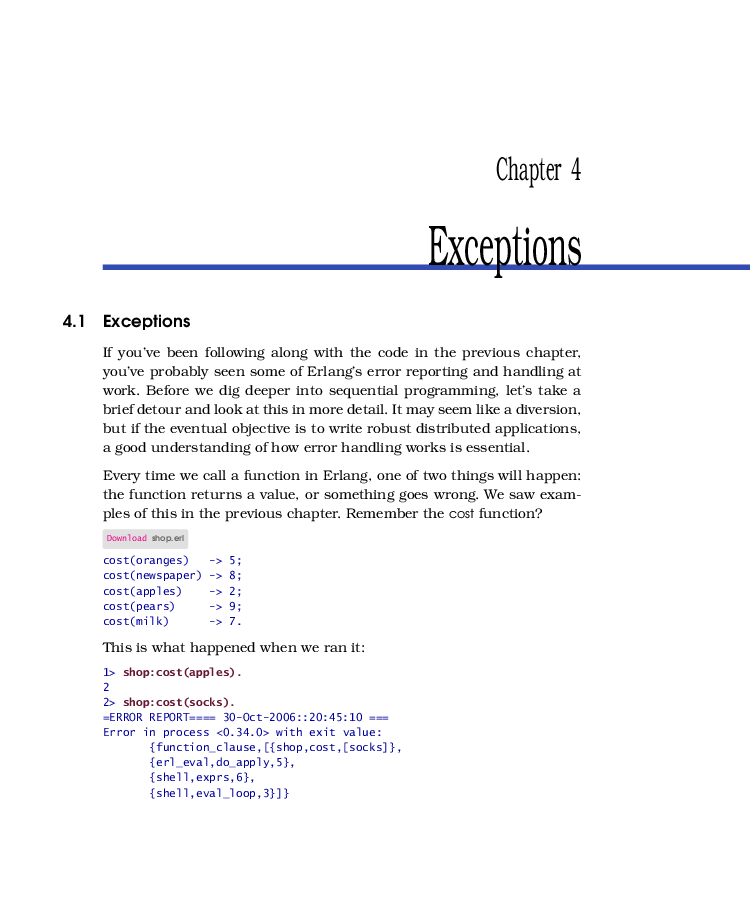 Chapter 4
Exceptions
4.1 Exceptions
If you've been following along with the code in the previous chapter,
you've probably seen some of Erlang's error reporting and handling at
work. Before we dig deeper into sequential programming, let's take a
brief detour and look at this in more detail. It may seem like a diversion,
but if the eventual objective is to write robust distributed applications,
a good understanding of how error handling works is essential.
Every time we call a function in Erlang, one of two things will happen:
the function returns a value, or something goes wrong. We saw exam-
ples of this in the previous chapter. Remember the cost function?
Download shop.erl
cost(oranges)   -> 5;
cost(newspaper) -> 8;
cost(apples)    -> 2;
cost(pears)     -> 9;
cost(milk)      -> 7.
This is what happened when we ran it:
1> shop:cost(apples).
2
2> shop:cost(socks).
=ERROR REPORT==== 30-Oct-2006::20:45:10 ===
Error in process <0.34.0> with exit value:
       {function_clause,[{shop,cost,[socks]},
       {erl_eval,do_apply,5},
       {shell,exprs,6},
       {shell,eval_loop,3}]}